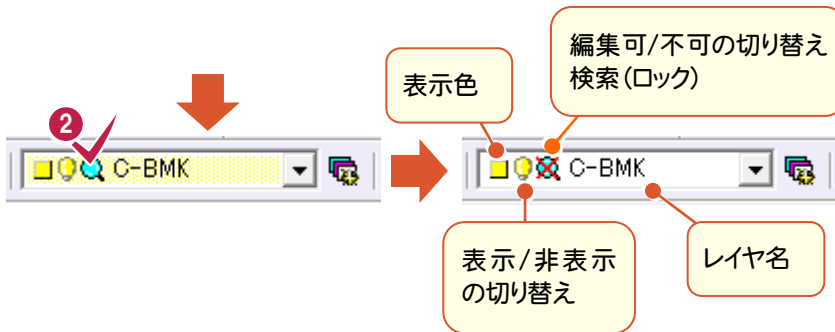 編集可/不可の切り替え
検索(ロック)
表示色
2
C-BMK
C-BMK
表示/非表示
の切り替え
レイヤ名